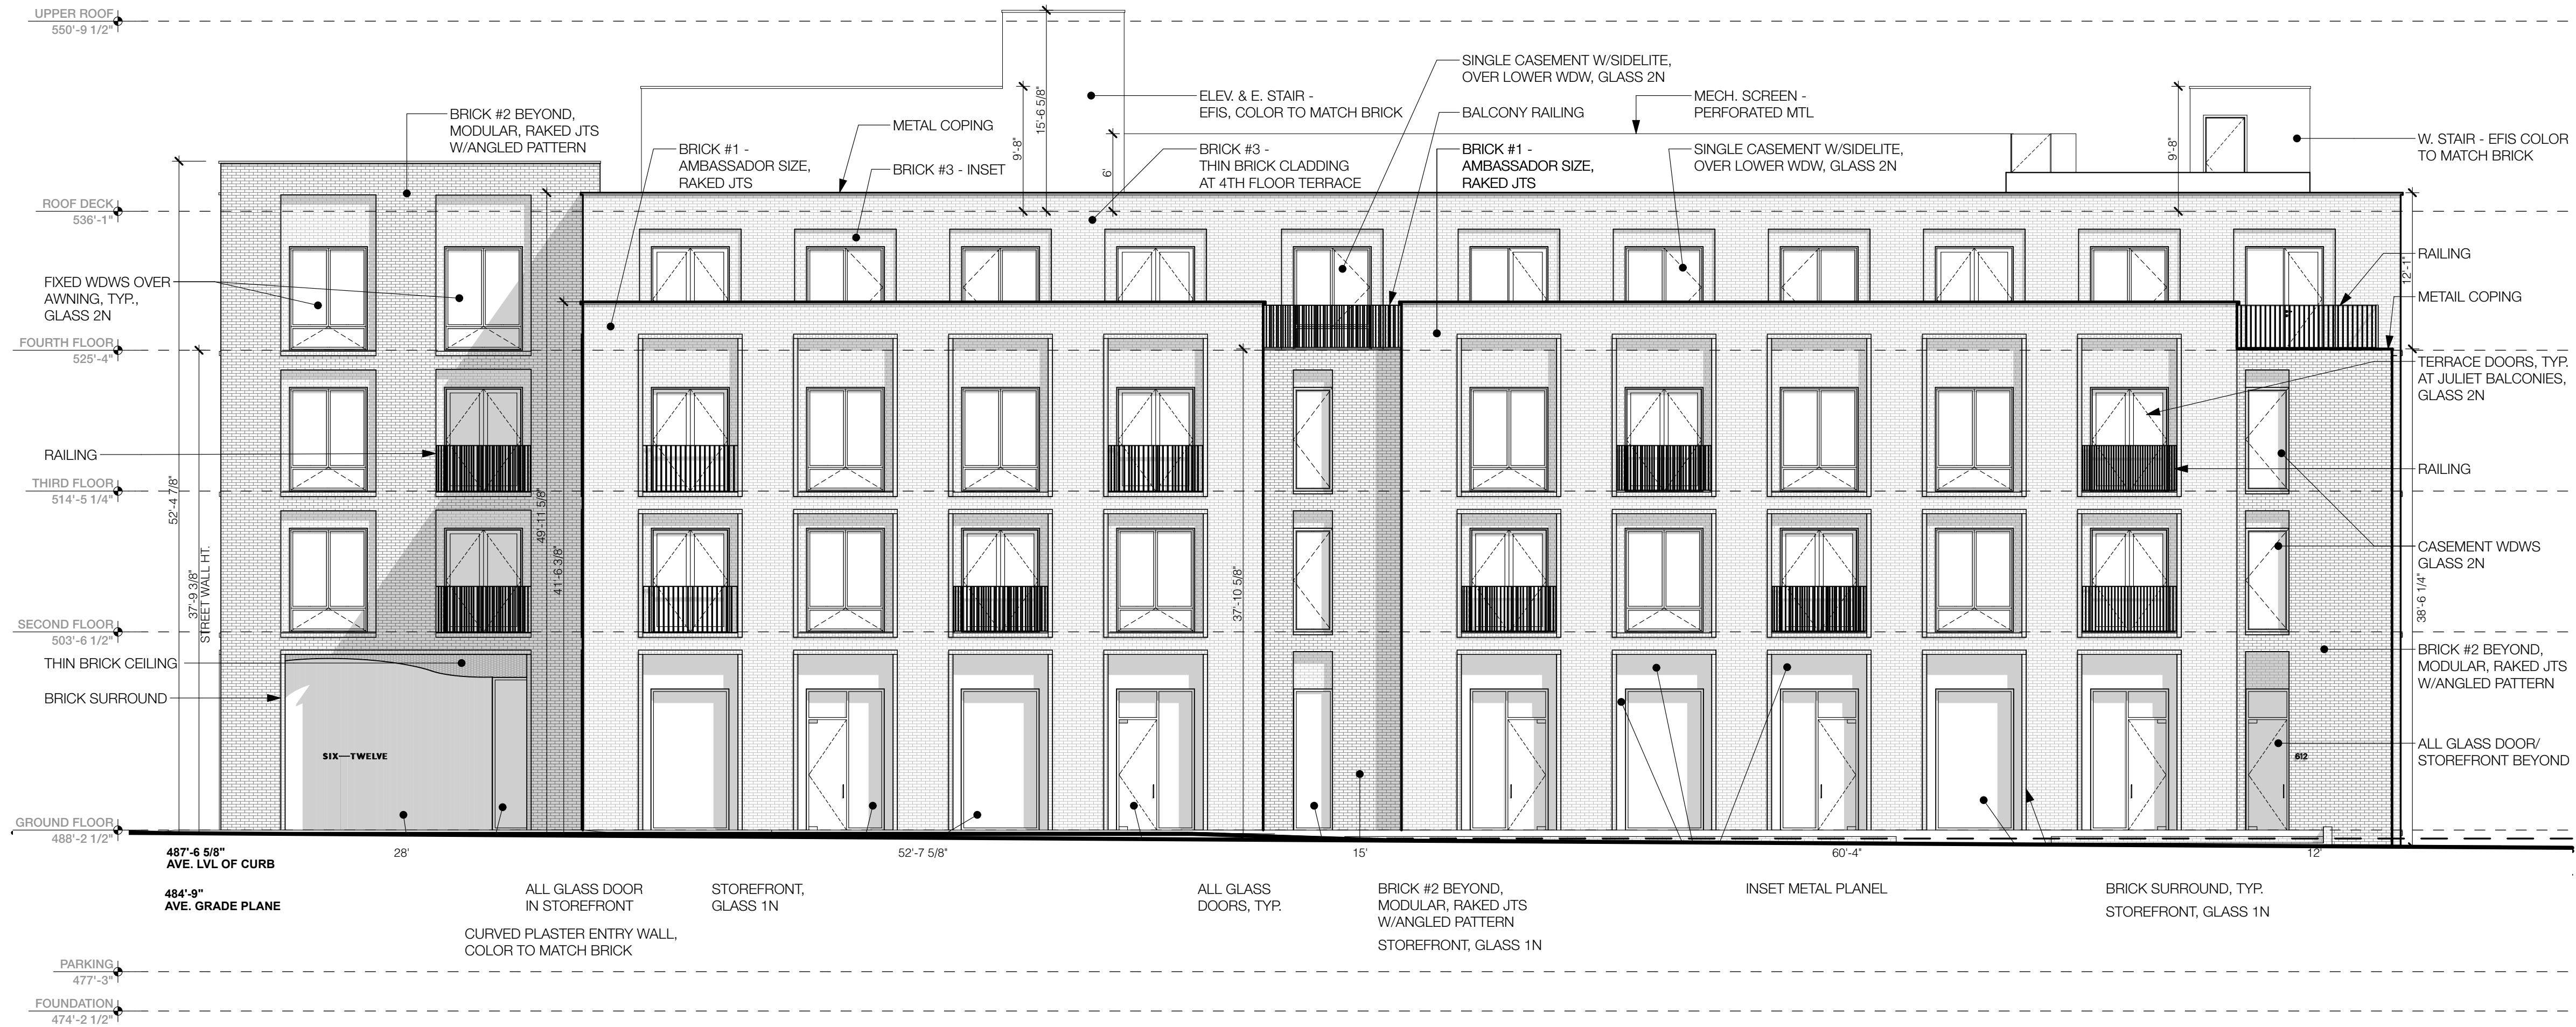 UPPER ROOF
550'-9 1/2"
ROOF DECK
536'-1"
FOURTH FLOOR
525'-4"
THIRD FLOOR
514'-5 1/4"
SECOND FLOOR
503'-6 1/2"
GROUND FLOOR
488'-2 1/2"
PARKING
477'-3"
FOUNDATION
474'-2 1/2"
FIXED WDWS OVER
AWNING, TYP.,
GLASS 2N
RAILING
THIN BRICK CEILING
BRICK SURROUND
52'-4 7/8"
37'-9 3/8"
STREET WALL HT.
BRICK #2 BEYOND,
MODULAR, RAKED JTS
W/ANGLED PATTERN
BRICK #1 -
AMBASSADOR SIZE,
RAKED JTS
METAL COPING
BRICK #3 - INSET
9'-8"
15'-6 5/8"
6'
ELEV. & E. STAIR -
EFIS, COLOR TO MATCH BRICK
BRICK #3 -
THIN BRICK CLADDING
AT 4TH FLOOR TERRACE
SINGLE CASEMENT W/SIDELITE,
OVER LOWER WDW, GLASS 2N
BALCONY RAILING
BRICK #1 -
AMBASSADOR SIZE,
RAKED JTS
MECH. SCREEN -
PERFORATED MTL
SINGLE CASEMENT W/SIDELITE,
OVER LOWER WDW, GLASS 2N
9'-8"
W. STAIR - EFIS COLOR
TO MATCH BRICK
RAILING
12'-1"
METAIL COPING
TERRACE DOORS, TYP.
AT JULIET BALCONIES,
GLASS 2N
RAILING
CASEMENT WDWS
GLASS 2N
38'-6 1/4"
BRICK #2 BEYOND,
MODULAR, RAKED JTS
W/ANGLED PATTERN
ALL GLASS DOOR/
STOREFRONT BEYOND
49'-11 5/8"
41'-6 3/8"
37'-10 5/8"
SIX—TWELVE
612
487'-6 5/8"
AVE. LVL OF CURB
484'-9"
AVE. GRADE PLANE
28'
52'-7 5/8"
15'
60'-4"
12'
ALL GLASS DOOR
IN STOREFRONT
STOREFRONT,
GLASS 1N
CURVED PLASTER ENTRY WALL,
COLOR TO MATCH BRICK
ALL GLASS
DOORS, TYP.
BRICK #2 BEYOND,
MODULAR, RAKED JTS
W/ANGLED PATTERN
STOREFRONT, GLASS 1N
INSET METAL PLANEL
BRICK SURROUND, TYP.
STOREFRONT, GLASS 1N